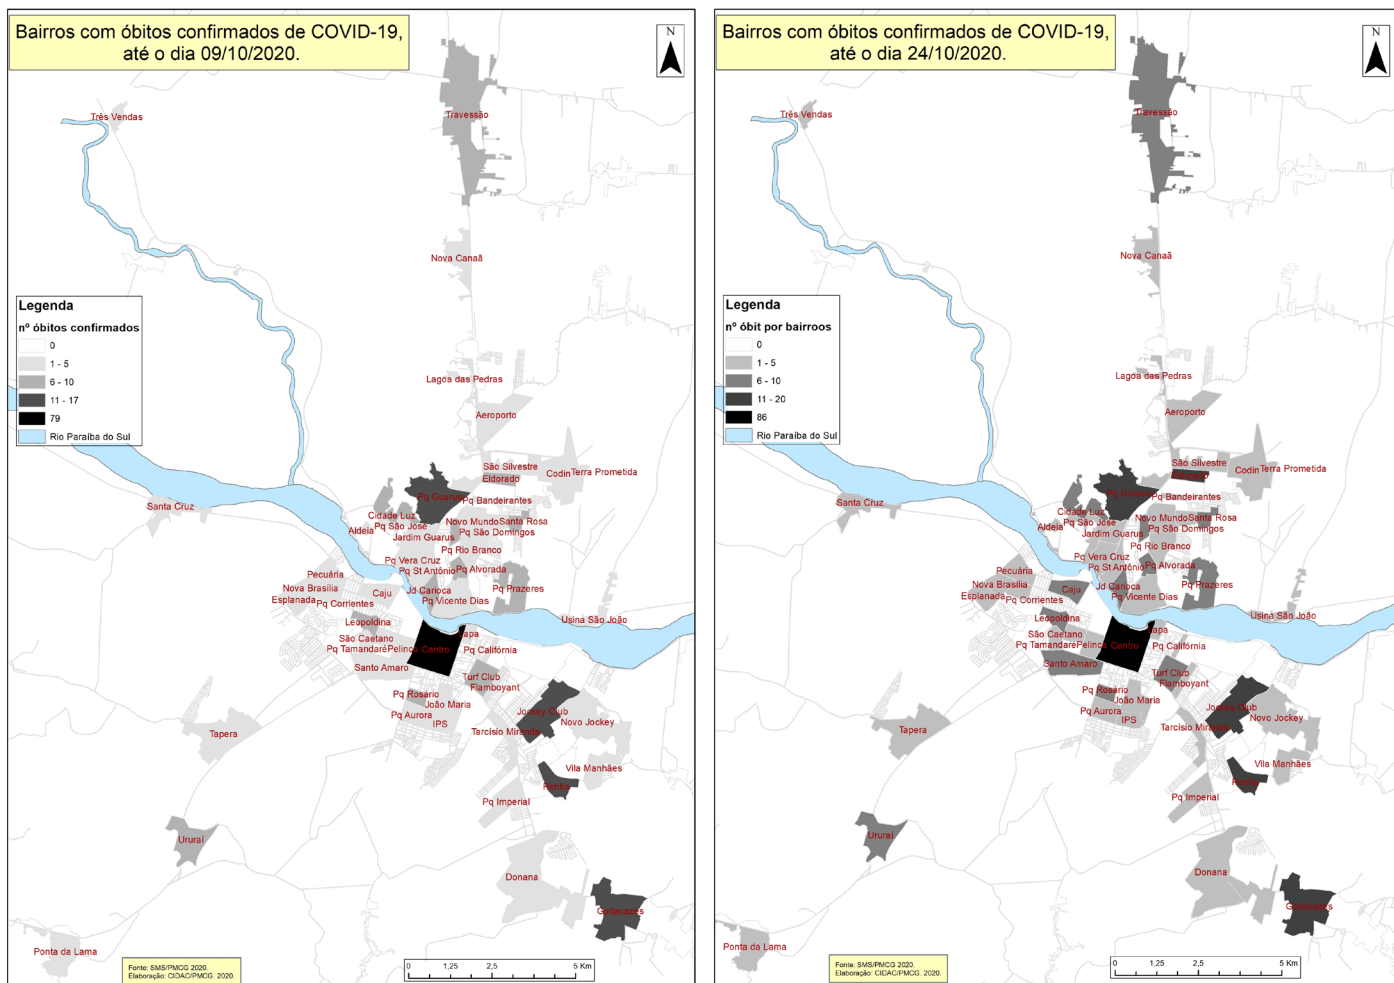 Bairros com óbitos confirmados de COVID-19,
até o dia 09/10/2020.
N
Três Vendas
Travessão
Nova Canaã
Legenda
nº óbitos confirmados
0
1 - 5
6 - 10
11 - 17
79
Rio Paraíba do Sul
Lagoa das Pedras
Aeroporto
São Silvestre
Eldorado
Codin
Terra Prometida
Pq Guarus
Pq Bandeirantes
Santa Cruz
Cidade Luz
Aldeia
Pq São José
Jardim Guarus
Novo Mundo
Santa Rosa
Pq São Domingos
Pq Rio Branco
Pq Vera Cruz
Pq St Antônio
Pq Alvorada
Pecuária
Nova Brasília
Esplanada
Caju
Pq Corrientes
Jd Carioca
Pq Vicente Dias
Pq Prazeres
Usina São João
Leopoldina
São Caetano
Pq Tamandaré
Pelinca
Centro
Lapa
Pq Califórnia
Santo Amaro
Turf Club
Flamboyant
Pq Rosário
João Maria
Pq Aurora
IPS
Jockey Club
Novo Jockey
Tarcísio Miranda
Tapera
Vila Manhães
Penha
Pq Imperial
Ururaí
Donana
Goitacazes
Ponta da Lama
Fonte: SMS/PMCG 2020.
Elaboração: CIDAC/PMCG. 2020.
0 1,25 2,5 5 Km
Bairros com óbitos confirmados de COVID-19,
até o dia 24/10/2020.
N
Três Vendas
Travessão
Nova Canaã
Legenda
nº óbit por bairroos
0
1 - 5
6 - 10
11 - 20
86
Rio Paraíba do Sul
Lagoa das Pedras
Aeroporto
São Silvestre
Eldorado
Codin
Terra Prometida
Pq Guarus
Pq Bandeirantes
Santa Cruz
Cidade Luz
Aldeia
Pq São José
Jardim Guarus
Novo Mundo
Santa Rosa
Pq São Domingos
Pq Rio Branco
Pq Vera Cruz
Pq St Antônio
Pq Alvorada
Pecuária
Nova Brasília
Esplanada
Caju
Pq Corrientes
Jd Carioca
Pq Vicente Dias
Pq Prazeres
Usina São João
Leopoldina
São Caetano
Pq Tamandaré
Pelinca
Centro
Lapa
Pq Califórnia
Santo Amaro
Turf Club
Flamboyant
Pq Rosário
João Maria
Pq Aurora
IPS
Jockey Club
Novo Jockey
Tarcísio Miranda
Tapera
Vila Manhães
Penha
Pq Imperial
Ururaí
Donana
Goitacazes
Ponta da Lama
Fonte: SMS/PMCG 2020.
Elaboração: CIDAC/PMCG. 2020.
0 1,25 2,5 5 Km